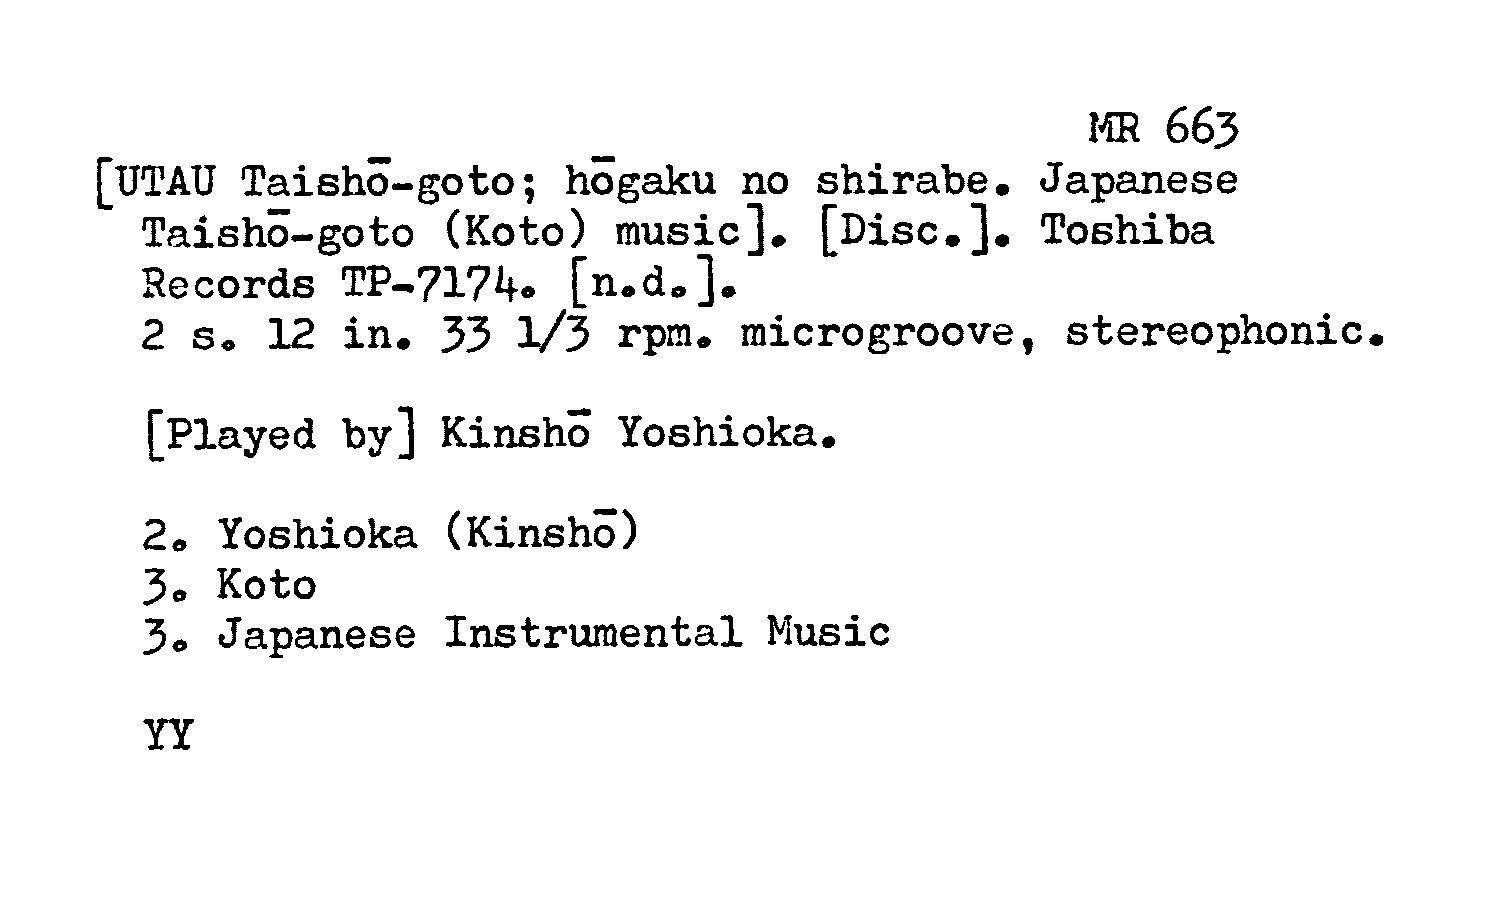 MR 663
[UTAU Taishō-goto; hōgaku no shirabe. Japanese
Taishō-goto (Koto) music]. [Disc.]. Toshiba
Records TP-7174. [n.d.].
2 s. 12 in. 33 1/3 rpm. microgroove, stereophonic.
[Played by] Kinshō Yoshioka.
2. Yoshioka (Kinshō)
3. Koto
3. Japanese Instrumental Music
YY